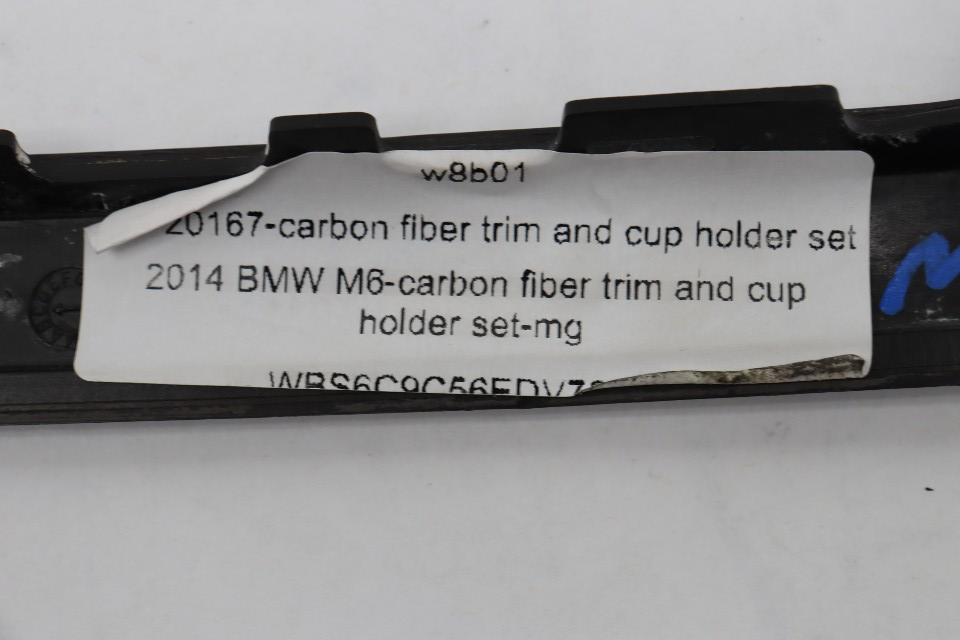 w8b01
20167-carbon fiber trim and cup holder set
2014 BMW M6-carbon fiber trim and cup
holder set-mg